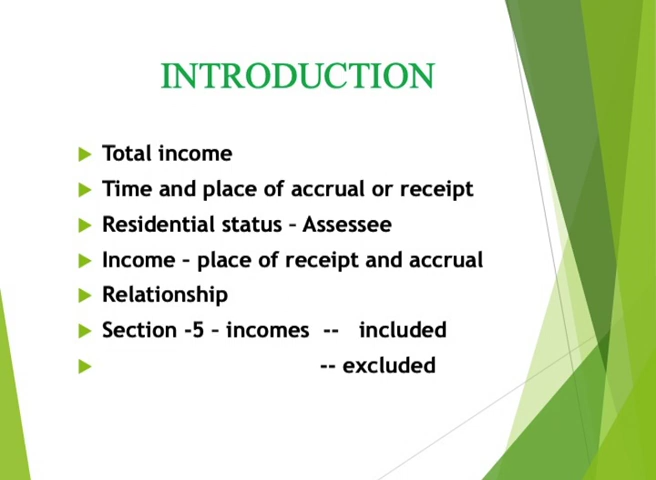 INTRODUCTION
Total income
Time and place of accrual or receipt
Residential status – Assessee
Income – place of receipt and accrual
Relationship
Section -5 – incomes -- included
-- excluded